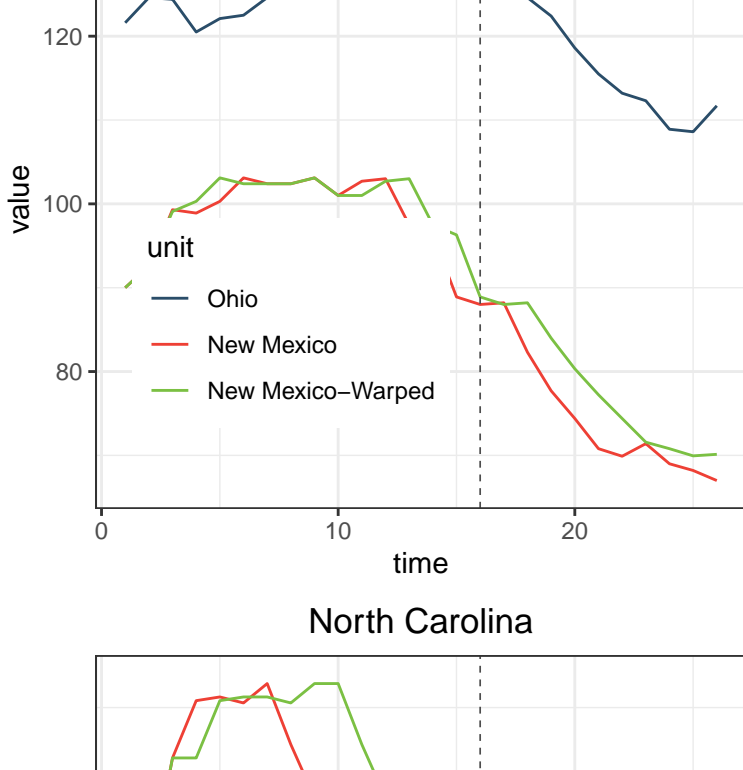 120
100
80
value
unit
Ohio
New Mexico
New Mexico−Warped
0 10 20
time
North Carolina